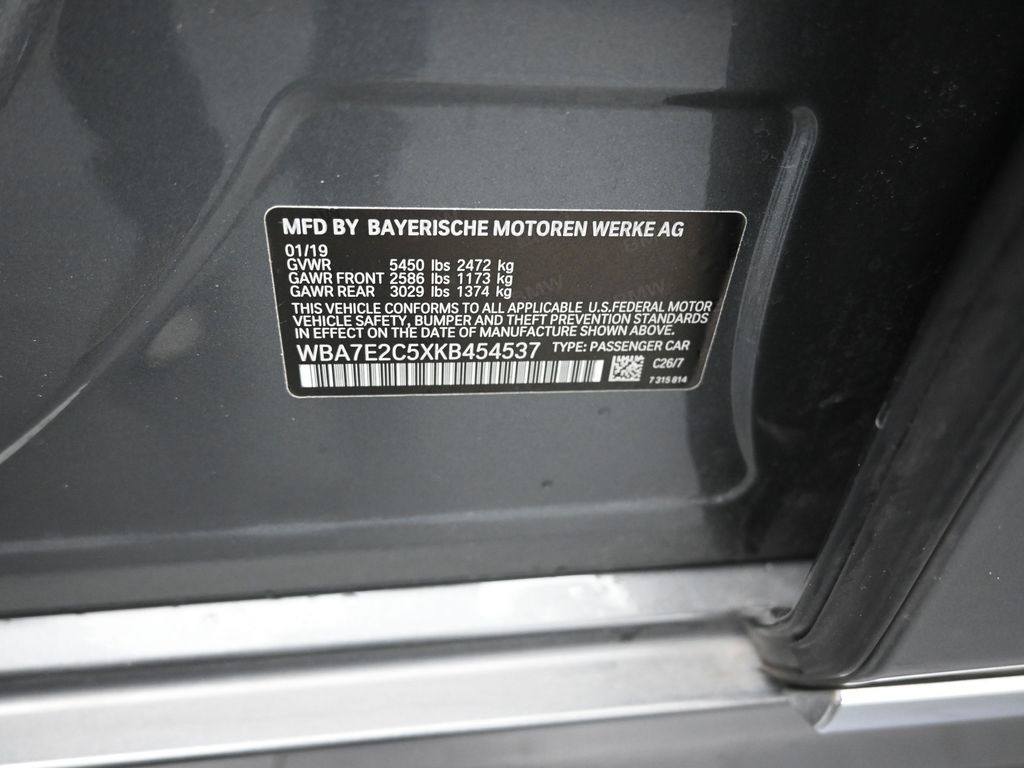 MFD BY BAYERISCHE MOTOREN WERKE AG
01/19
GVWR 5450 lbs 2472 kg
GAWR FRONT 2586 lbs 1173 kg
GAWR REAR 3029 lbs 1374 kg
THIS VEHICLE CONFORMS TO ALL APPLICABLE U.S.FEDERAL MOTOR
VEHICLE SAFETY, BUMPER AND THEFT PREVENTION STANDARDS
IN EFFECT ON THE DATE OF MANUFACTURE SHOWN ABOVE.
WBA7E2C5XKB454537 TYPE: PASSENGER CAR
C26/7
7 315 814